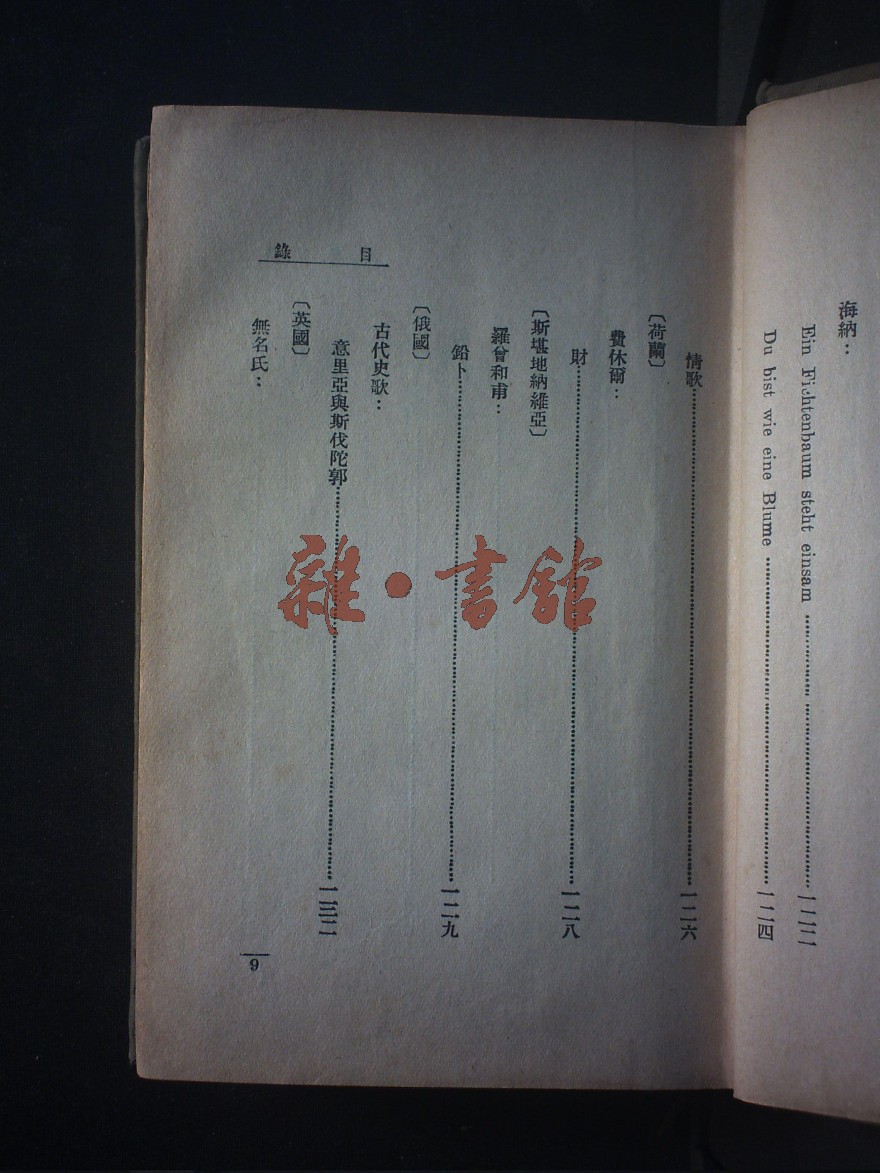 海納：
Ein Fichtenbaum steht einsam……一二三
Du bist wie eine Blume……一二四
目錄
情歌……一二六
〔荷蘭〕
費休爾：
財……一二八
〔斯堪地納維亞〕
羅曾和甫：
鉛卜……一二九
〔俄國〕
古代史歌：
意里亞與斯伐陀郭……一三二
〔英國〕
無名氏：
9
雜·書館